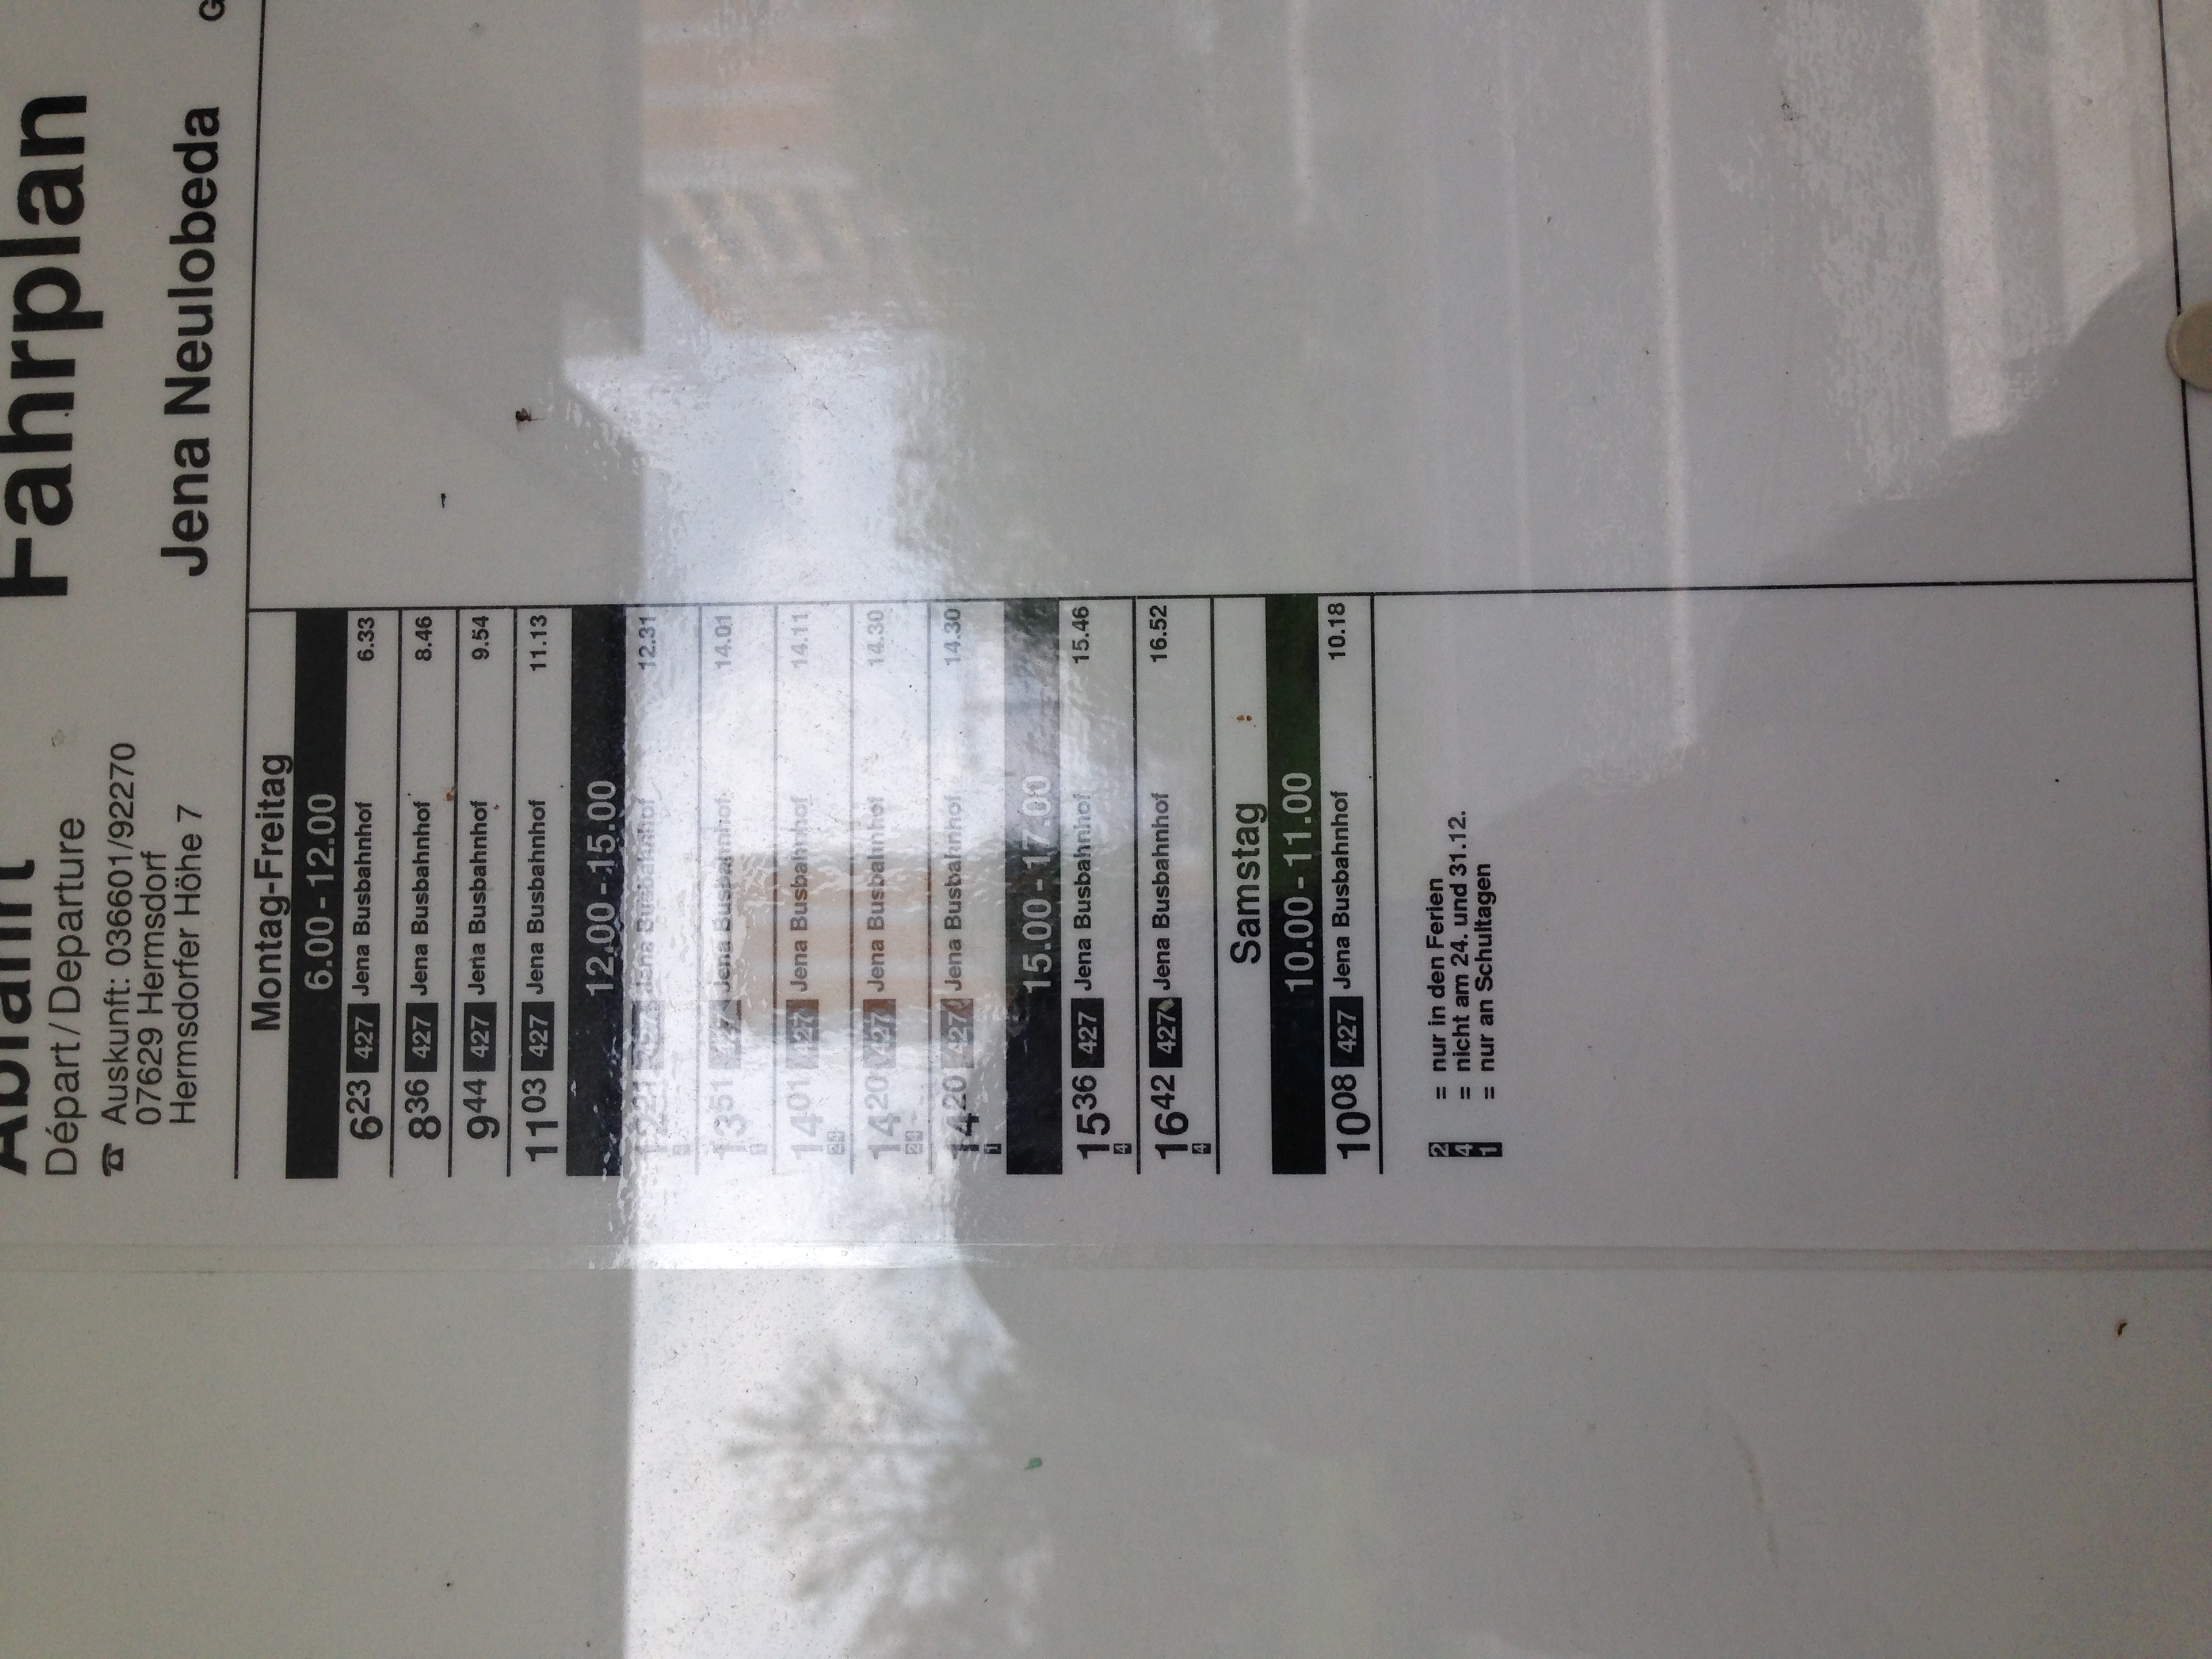 Abfahrt
Départ / Departure
☎ Auskunft: 036601/92270
07629 Hermsdorf
Hermsdorfer Höhe 7
Fahrplan
Jena Neulobeda
G
Montag-Freitag
6.00 - 12.00
6 23 427 Jena Busbahnhof 6.33
8 36 427 Jena Busbahnhof 8.46
9 44 427 Jena Busbahnhof 9.54
11 03 427 Jena Busbahnhof 11.13
12.00 - 15.00
12 21 427 Jena Busbahnhof 12.31
13 51 427 Jena Busbahnhof 14.01
1
14 01 427 Jena Busbahnhof 14.11
2 4
14 20 427 Jena Busbahnhof 14.30
2 4
14 20 427 Jena Busbahnhof 14.30
1
15.00 - 17.00
15 36 427 Jena Busbahnhof 15.46
4
16 42 427 Jena Busbahnhof 16.52
4
Samstag
10.00 - 11.00
10 08 427 Jena Busbahnhof 10.18
2 = nur in den Ferien
4 = nicht am 24. und 31.12.
1 = nur an Schultagen